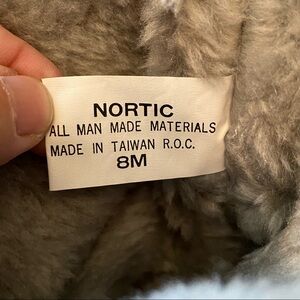 NORTIC
ALL MAN MADE MATERIALS
MADE IN TAIWAN R.O.C.
8M